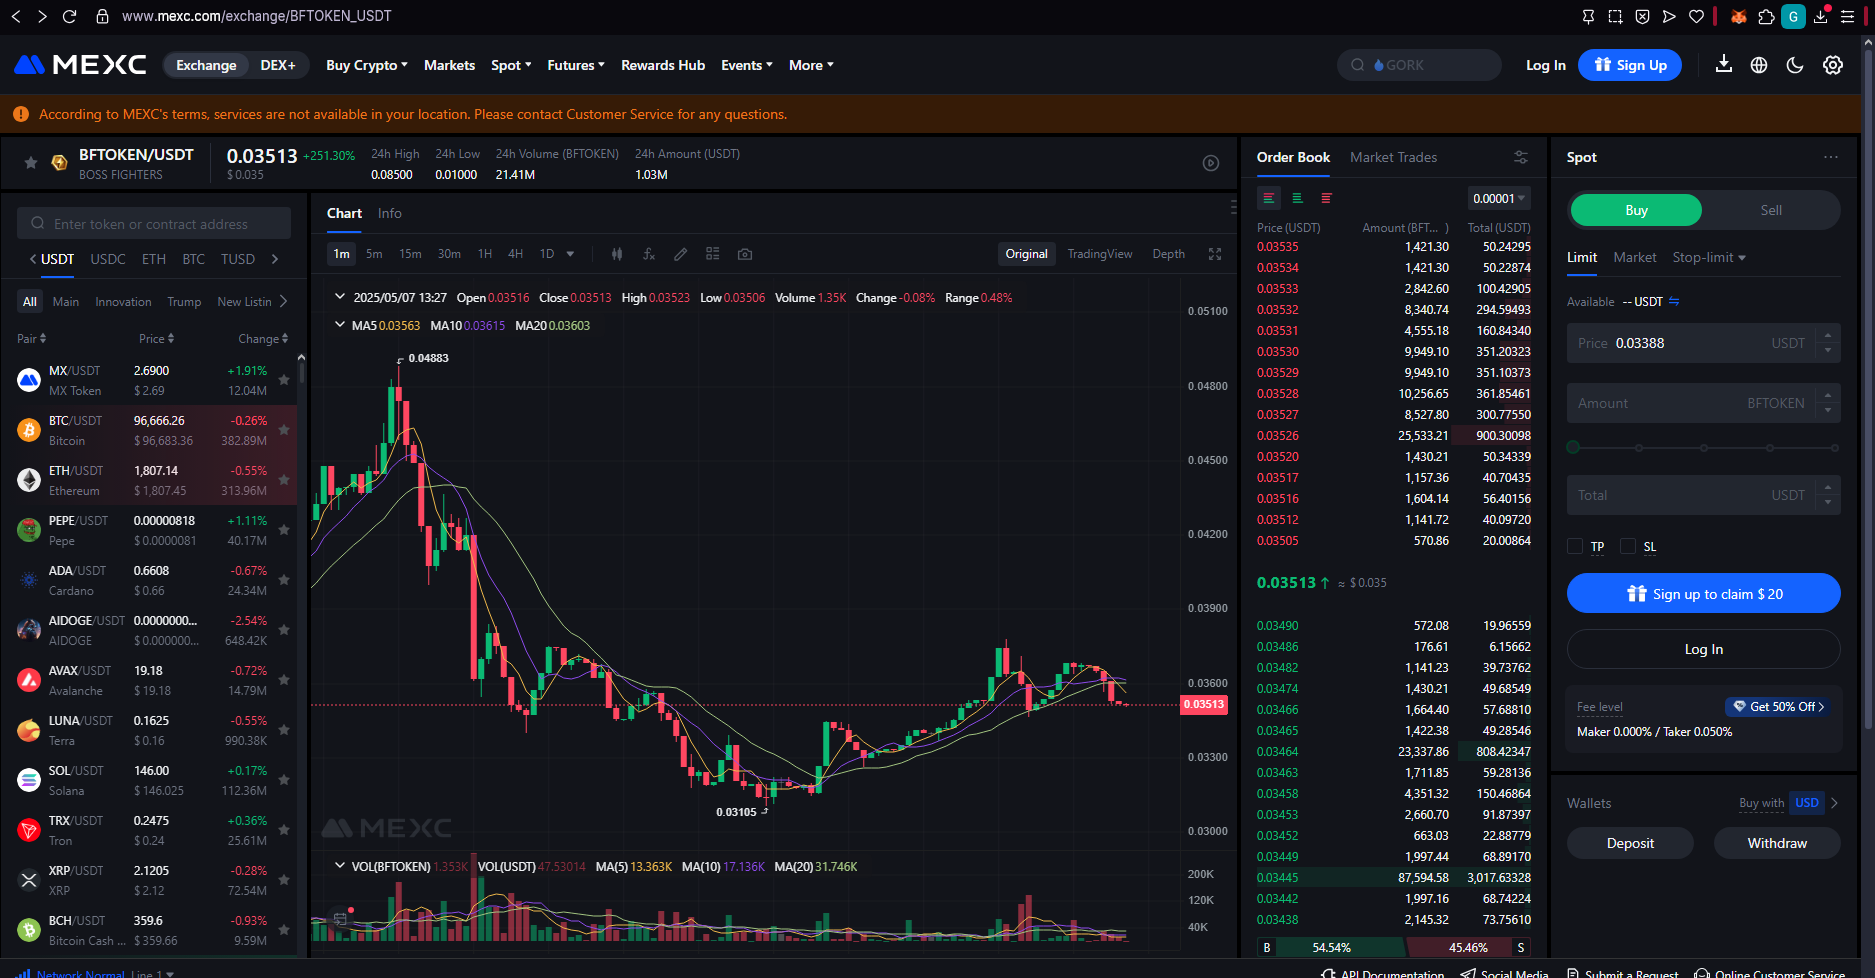 www.mexc.com/exchange/BFTOKEN_USDT
G
MEXC Exchange DEX+ Buy Crypto Markets Spot Futures Rewards Hub Events More GORK Log In Sign Up
According to MEXC's terms, services are not available in your location. Please contact Customer Service for any questions.
BFTOKEN/USDT
BOSS FIGHTERS
0.03513 +251.30%
$ 0.035
24h High
0.08500
24h Low
0.01000
24h Volume (BFTOKEN)
21.41M
24h Amount (USDT)
1.03M
Enter token or contract address
USDT USDC ETH BTC TUSD
All Main Innovation Trump New Listin
Pair Price Change
MX/USDT 2.6900 +1.91%
MX Token $ 2.69 12.04M
BTC/USDT 96,666.26 -0.26%
Bitcoin $ 96,683.36 382.89M
ETH/USDT 1,807.14 -0.55%
Ethereum $ 1,807.45 313.96M
PEPE/USDT 0.00000818 +1.11%
Pepe $ 0.0000081 40.17M
ADA/USDT 0.6608 -0.67%
Cardano $ 0.66 24.34M
AIDOGE/USDT 0.0000000... -2.54%
AIDOGE $ 0.000000... 648.42K
AVAX/USDT 19.18 -0.72%
Avalanche $ 19.18 14.79M
LUNA/USDT 0.1625 -0.55%
Terra $ 0.16 990.38K
SOL/USDT 146.00 +0.17%
Solana $ 146.025 112.36M
TRX/USDT 0.2475 +0.36%
Tron $ 0.24 25.61M
XRP/USDT 2.1205 -0.28%
XRP $ 2.12 72.54M
BCH/USDT 359.6 -0.93%
Bitcoin Cash ... $ 359.66 9.59M
Chart Info
1m 5m 15m 30m 1H 4H 1D Original TradingView Depth
2025/05/07 13:27 Open 0.03516 Close 0.03513 High 0.03523 Low 0.03506 Volume 1.35K Change -0.08% Range 0.48%
MA5 0.03563 MA10 0.03615 MA20 0.03603
0.04883
0.03105
0.05100
0.04800
0.04500
0.04200
0.03900
0.03600
0.03513
0.03300
0.03000
MEXC
VOL(BFTOKEN) 1.353K VOL(USDT) 47.53014 MA(5) 13.363K MA(10) 17.136K MA(20) 31.746K
200K
120K
40K
Order Book Market Trades
0.00001
Price (USDT) Amount (BFT... ) Total (USDT)
0.03535 1,421.30 50.24295
0.03534 1,421.30 50.22874
0.03533 2,842.60 100.42905
0.03532 8,340.74 294.59493
0.03531 4,555.18 160.84340
0.03530 9,949.10 351.20323
0.03529 9,949.10 351.10373
0.03528 10,256.65 361.85461
0.03527 8,527.80 300.77550
0.03526 25,533.21 900.30098
0.03520 1,430.21 50.34339
0.03517 1,157.36 40.70435
0.03516 1,604.14 56.40156
0.03512 1,141.72 40.09720
0.03505 570.86 20.00864
0.03513 ↑ ≈ $ 0.035
0.03490 572.08 19.96559
0.03486 176.61 6.15662
0.03482 1,141.23 39.73762
0.03474 1,430.21 49.68549
0.03466 1,664.40 57.68810
0.03465 1,422.38 49.28546
0.03464 23,337.86 808.42347
0.03463 1,711.85 59.28136
0.03458 4,351.32 150.46864
0.03453 2,660.70 91.87397
0.03452 663.03 22.88779
0.03449 1,997.44 68.89170
0.03445 87,594.58 3,017.63328
0.03442 1,997.16 68.74224
0.03438 2,145.32 73.75610
B 54.54% 45.46% S
Spot
Buy Sell
Limit Market Stop-limit
Available -- USDT
Price 0.03388 USDT
Amount BFTOKEN
Total USDT
TP SL
Sign up to claim $ 20
Log In
Fee level Get 50% Off
Maker 0.000% / Taker 0.050%
Wallets Buy with USD
Deposit Withdraw
Network Normal Line 1 API Documentation Social Media Submit a Request Online Customer Service